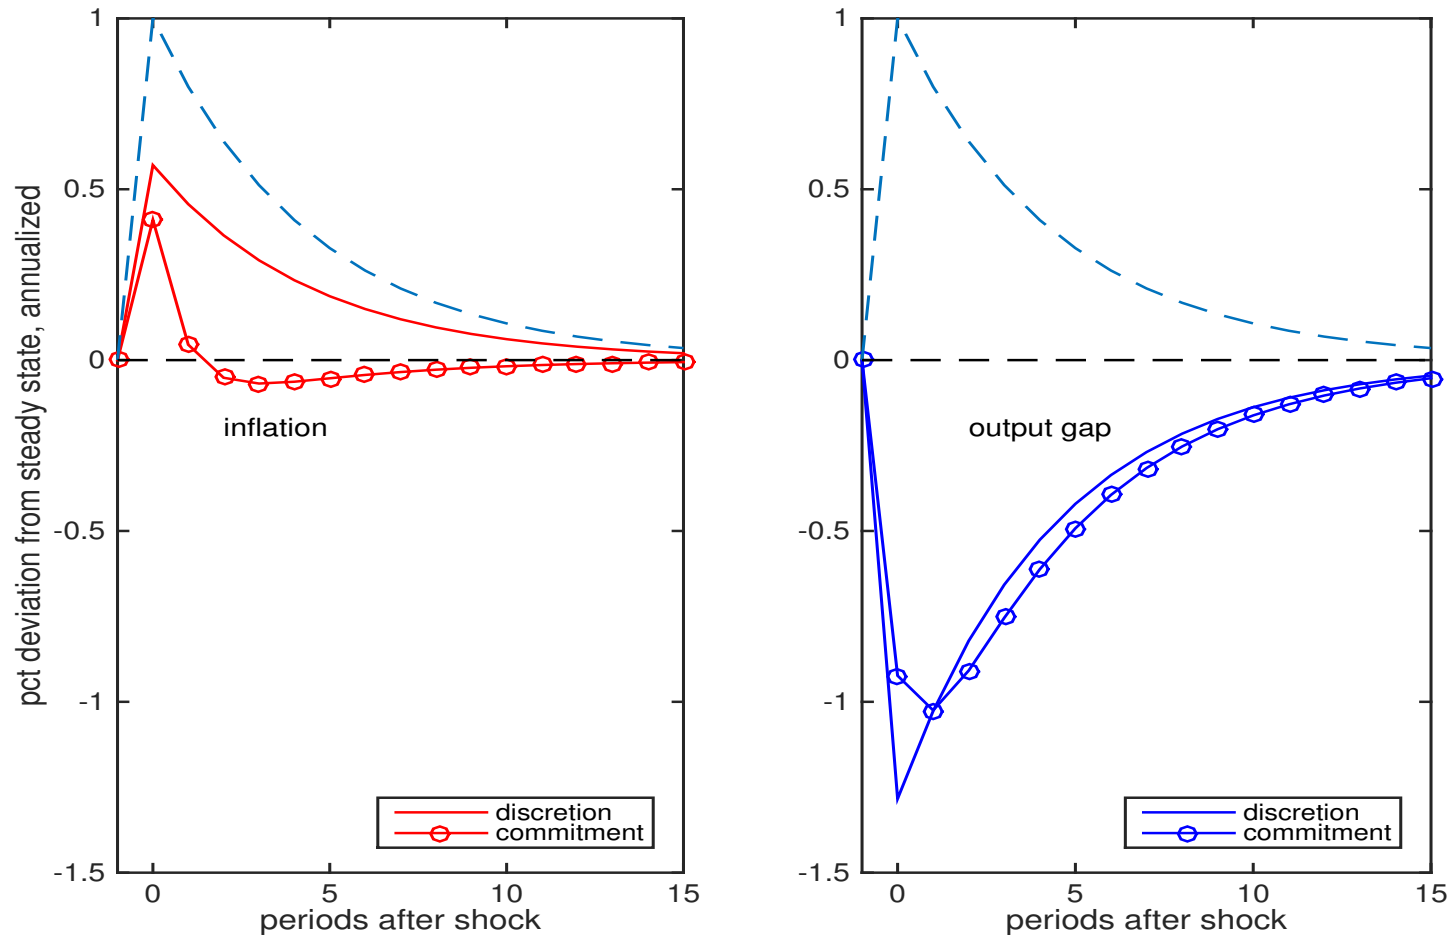 pct deviation from steady state, annualized
1
0.5
0
-0.5
-1
-1.5
inflation
discretion
commitment
0 5 10 15
periods after shock
1
0.5
0
-0.5
-1
-1.5
output gap
discretion
commitment
0 5 10 15
periods after shock